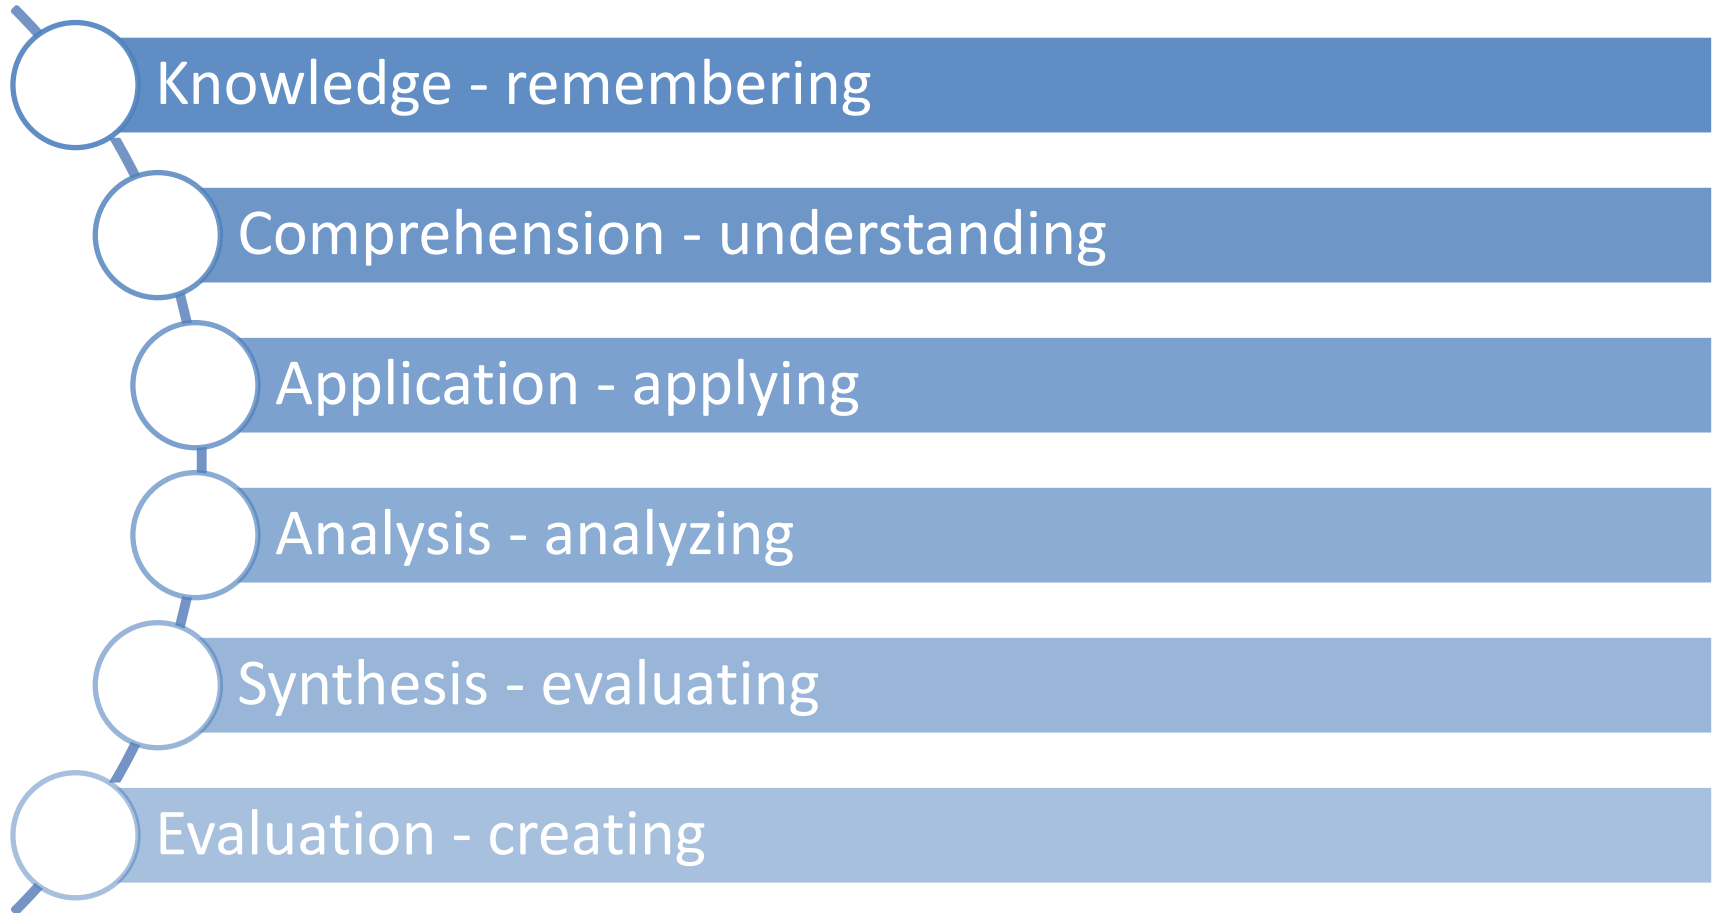 Knowledge - remembering
Comprehension - understanding
Application - applying
Analysis - analyzing
Synthesis - evaluating
Evaluation - creating